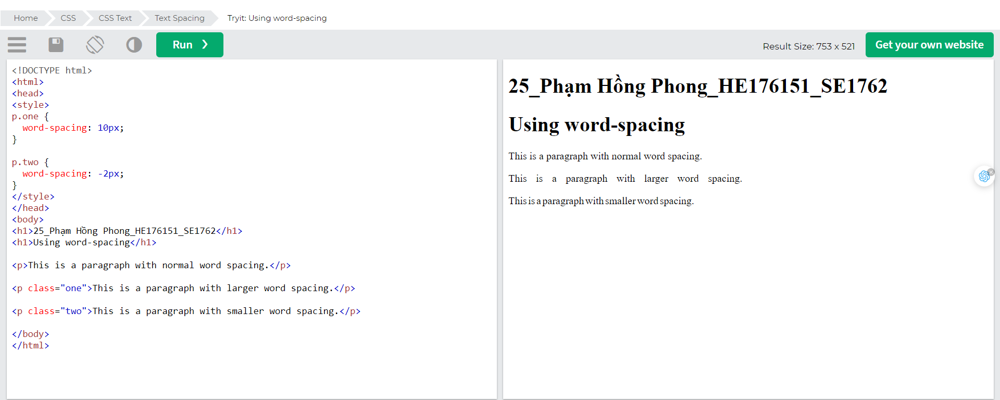 Home CSS CSS Text Text Spacing Tryit: Using word-spacing
Run ❯
Result Size: 753 x 521
Get your own website
<!DOCTYPE html>
<html>
<head>
<style>
p.one {
  word-spacing: 10px;
}

p.two {
  word-spacing: -2px;
}
</style>
</head>
<body>
<h1>25_Phạm Hồng Phong_HE176151_SE1762</h1>
<h1>Using word-spacing</h1>

<p>This is a paragraph with normal word spacing.</p>

<p class="one">This is a paragraph with larger word spacing.</p>

<p class="two">This is a paragraph with smaller word spacing.</p>

</body>
</html>
25_Phạm Hồng Phong_HE176151_SE1762
Using word-spacing
This is a paragraph with normal word spacing.
This is a paragraph with larger word spacing.
This is a paragraph with smaller word spacing.